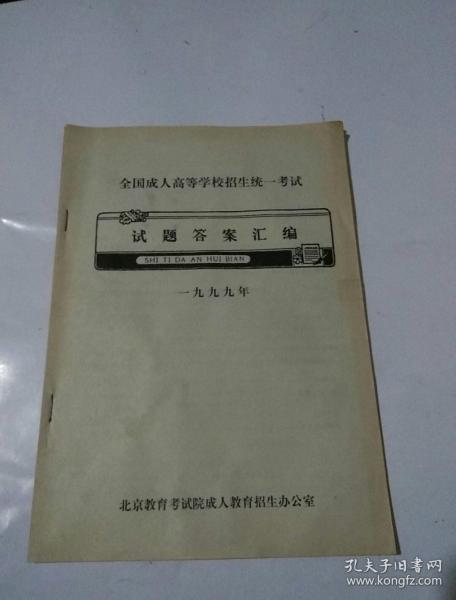 全国成人高等学校招生统一考试
试题答案汇编
SHI TI DA AN HUI BIAN
一九九九年
北京教育考试院成人教育招生办公室
孔夫子旧书网
www.kongfz.com